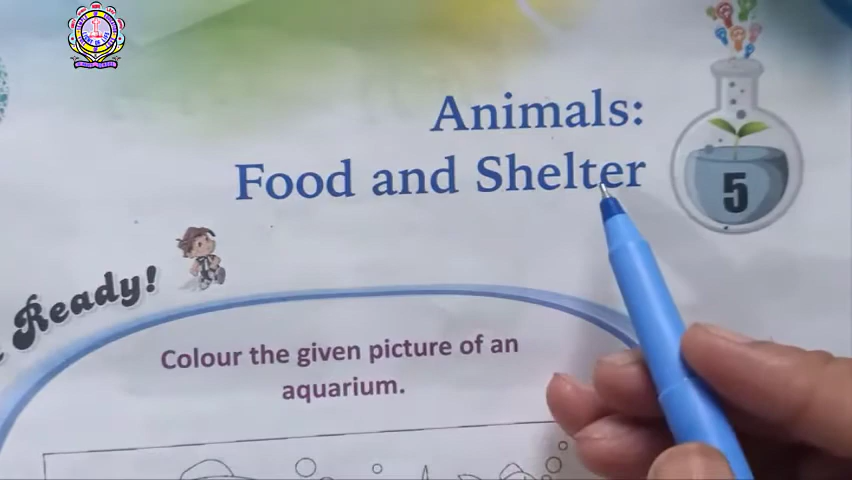 Animals:
Food and Shelter
5
Ready!
Colour the given picture of an
aquarium.